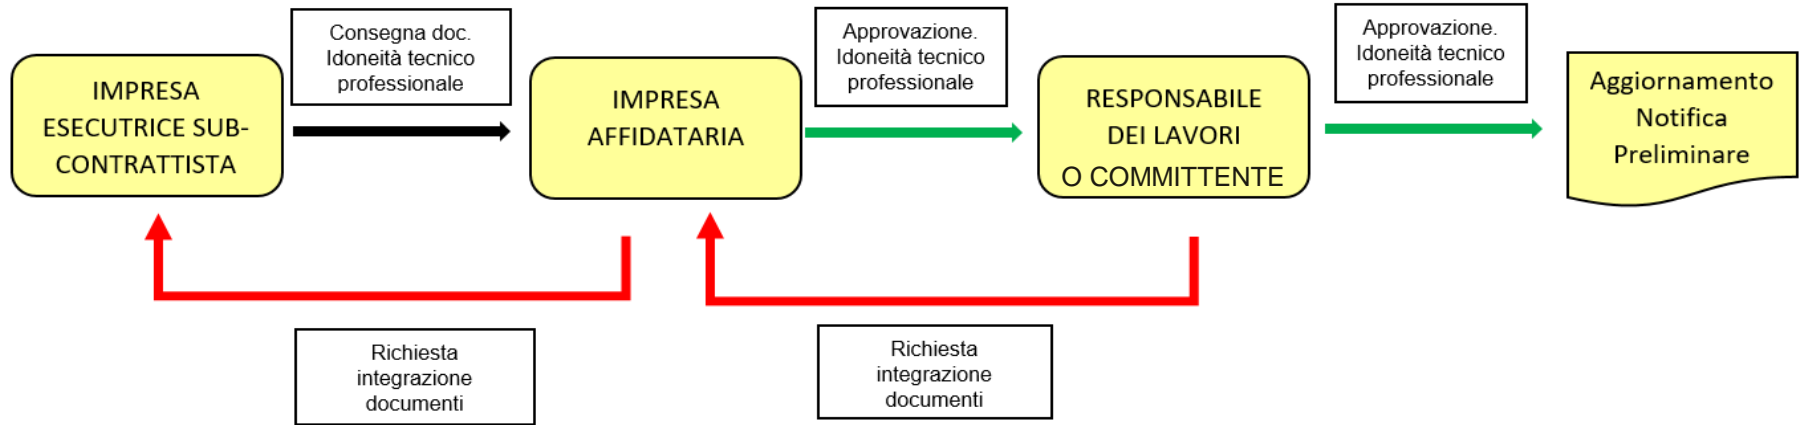 Consegna doc.
Idoneità tecnico
professionale
Approvazione.
Idoneità tecnico
professionale
Approvazione.
Idoneità tecnico
professionale
IMPRESA
ESECUTRICE SUB-
CONTRATTISTA
IMPRESA
AFFIDATARIA
RESPONSABILE
DEI LAVORI
O COMMITTENTE
Aggiornamento
Notifica
Preliminare
Richiesta
integrazione
documenti
Richiesta
integrazione
documenti